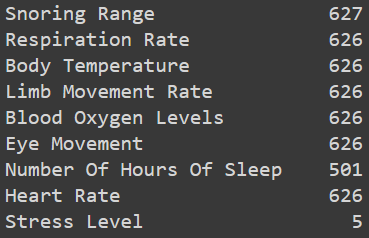 Snoring Range 627
Respiration Rate 626
Body Temperature 626
Limb Movement Rate 626
Blood Oxygen Levels 626
Eye Movement 626
Number Of Hours Of Sleep 501
Heart Rate 626
Stress Level 5